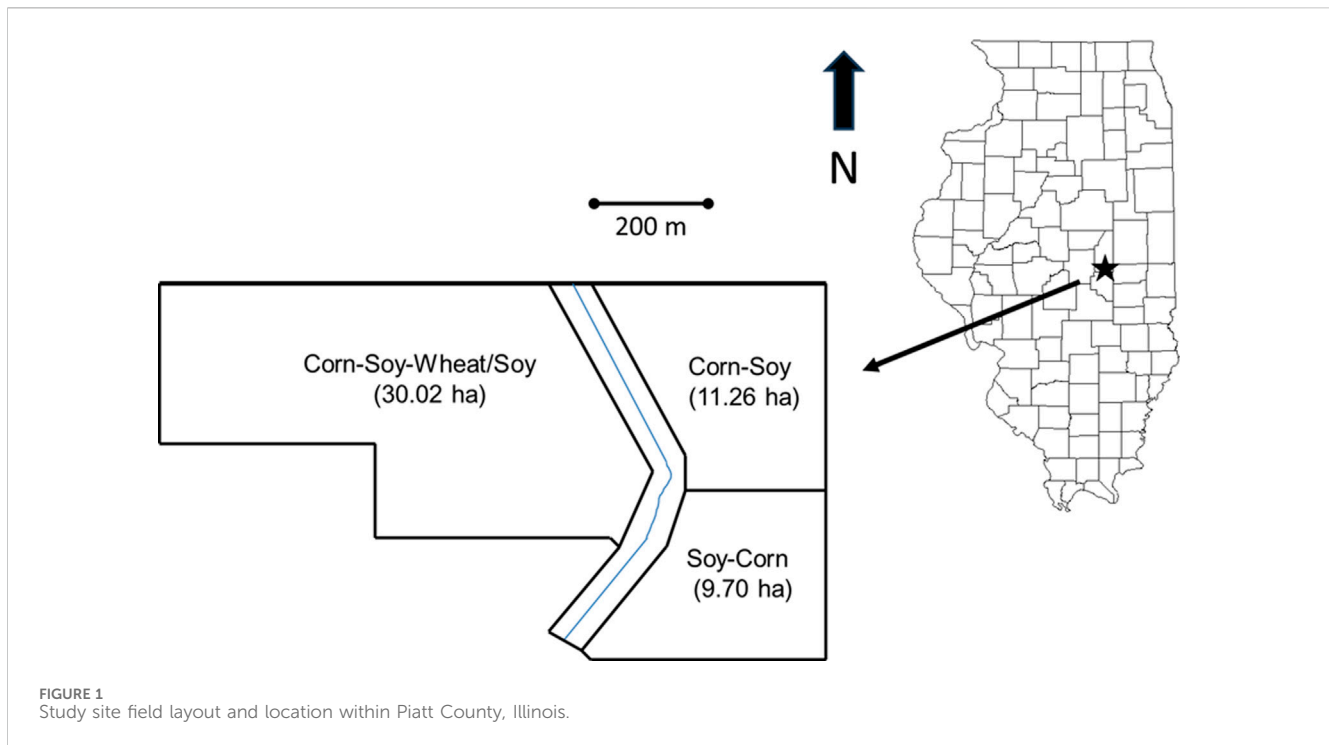 N
200 m
Corn-Soy-Wheat/Soy
(30.02 ha)
Corn-Soy
(11.26 ha)
Soy-Corn
(9.70 ha)
FIGURE 1
Study site field layout and location within Piatt County, Illinois.